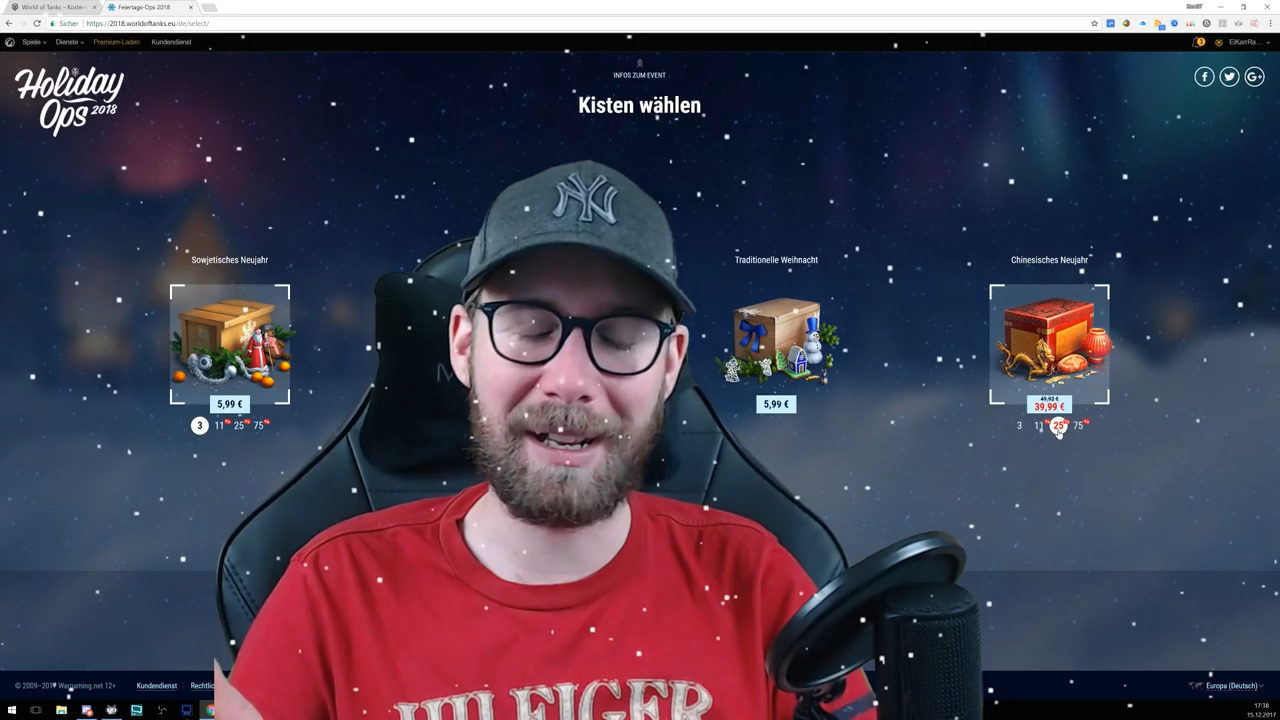 World of Tanks – Kosten
Feiertags-Ops 2018
Sicher
https://2018.worldoftanks.eu/de/select/
Spiele
Dienste
Premium-Laden
Kundendienst
3
EiKarrRa...
Holiday
Ops 2018
INFOS ZUM EVENT
Kisten wählen
Sowjetisches Neujahr
Traditionelle Weihnacht
Chinesisches Neujahr
5,99 €
5,99 €
49,92 €
39,99 €
3 11% 25% 75%
3 11% 25% 75%
NY
M
HILFIGER
Kundendienst
Europa (Deutsch)
17:38
15.12.2017